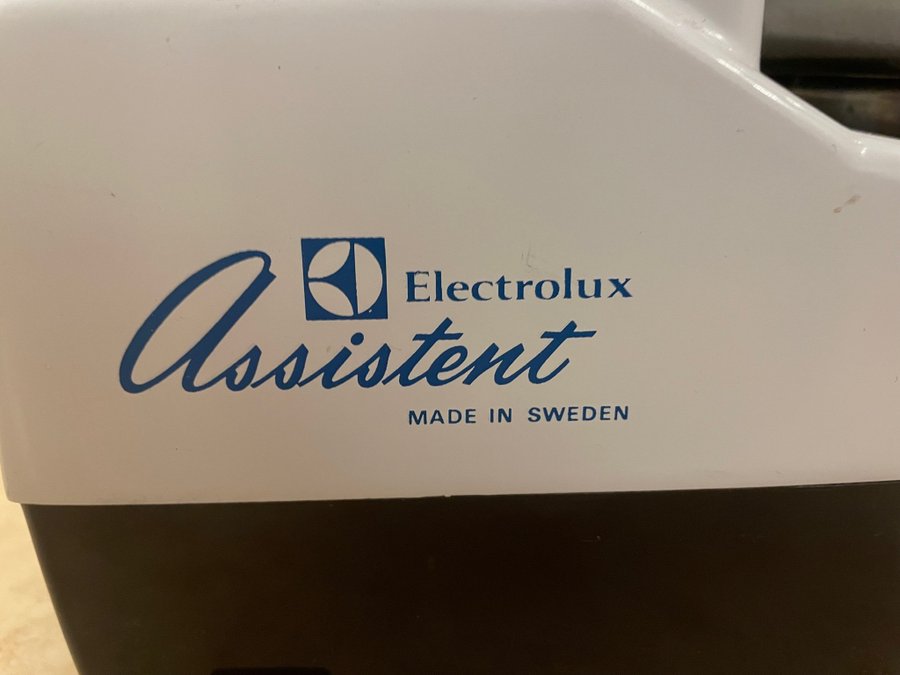 Electrolux
Assistent
MADE IN SWEDEN